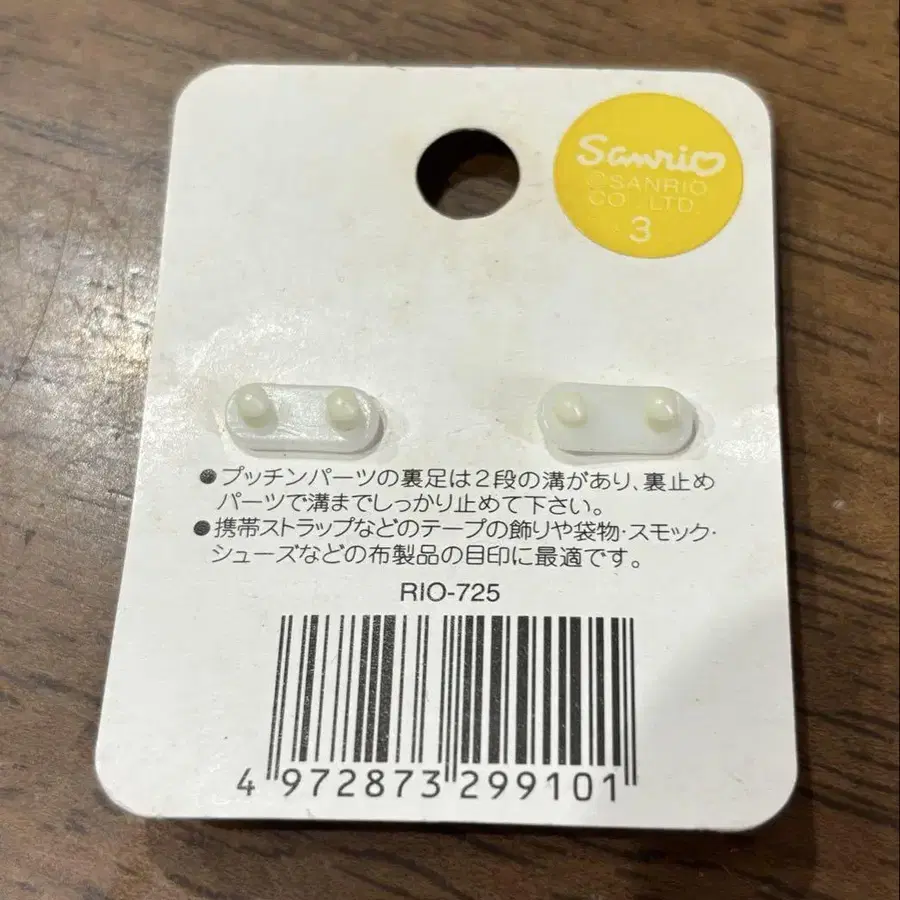 Sanrio
©SANRIO
CO., LTD.
3
●プッチンパーツの裏足は2段の溝があり、裏止め
パーツで溝までしっかり止めて下さい。
●携帯ストラップなどのテープの飾りや袋物・スモック・
シューズなどの布製品の目印に最適です。
RIO-725
4 972873 299101